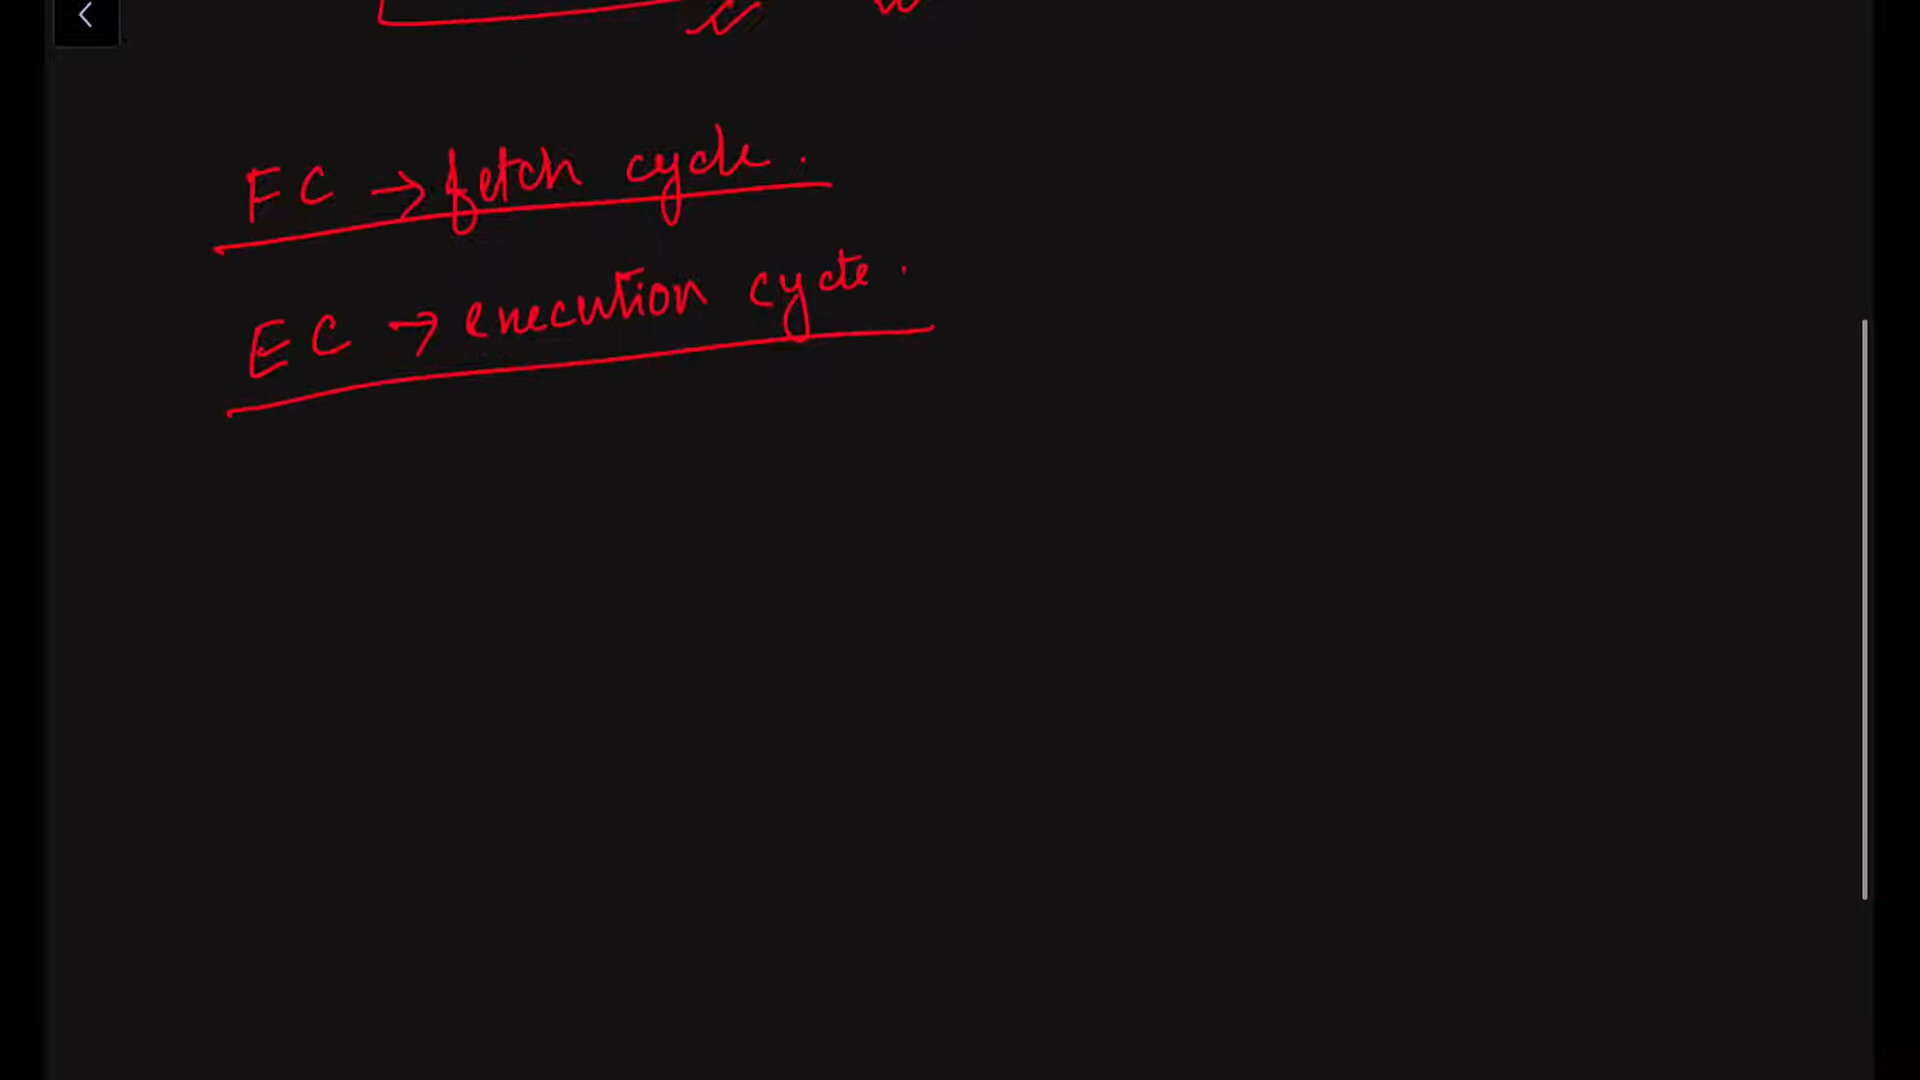 FC → fetch cycle.
EC → execution cycle.